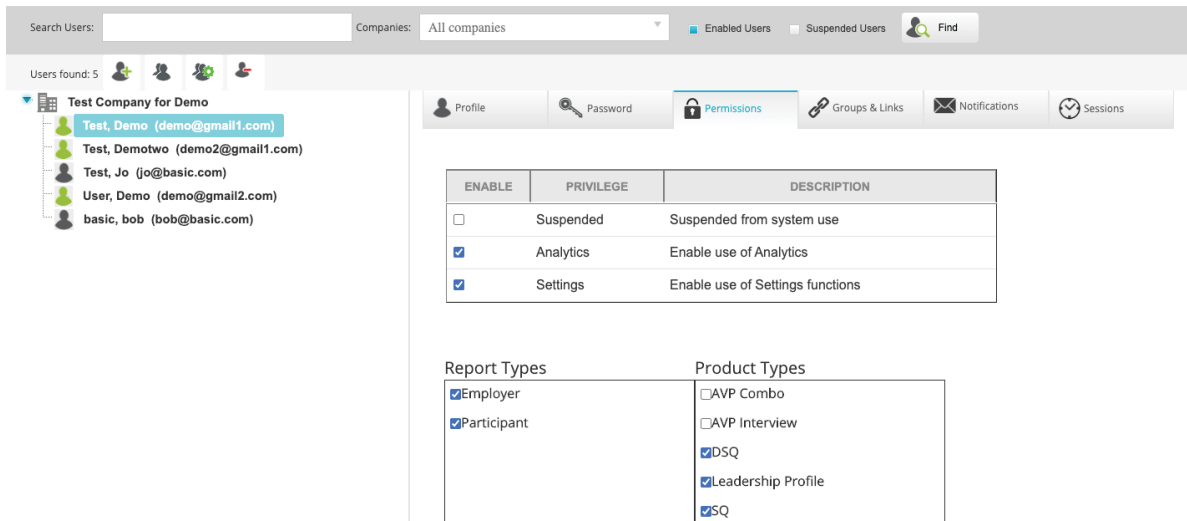 Search Users: Companies: All companies Enabled Users Suspended Users Find
Users found: 5
Test Company for Demo
Test, Demo (demo@gmail1.com)
Test, Demotwo (demo2@gmail1.com)
Test, Jo (jo@basic.com)
User, Demo (demo@gmail2.com)
basic, bob (bob@basic.com)
Profile Password Permissions Groups & Links Notifications Sessions
ENABLE PRIVILEGE DESCRIPTION
Suspended Suspended from system use
Analytics Enable use of Analytics
Settings Enable use of Settings functions
Report Types
Employer
Participant
Product Types
AVP Combo
AVP Interview
DSQ
Leadership Profile
SQ